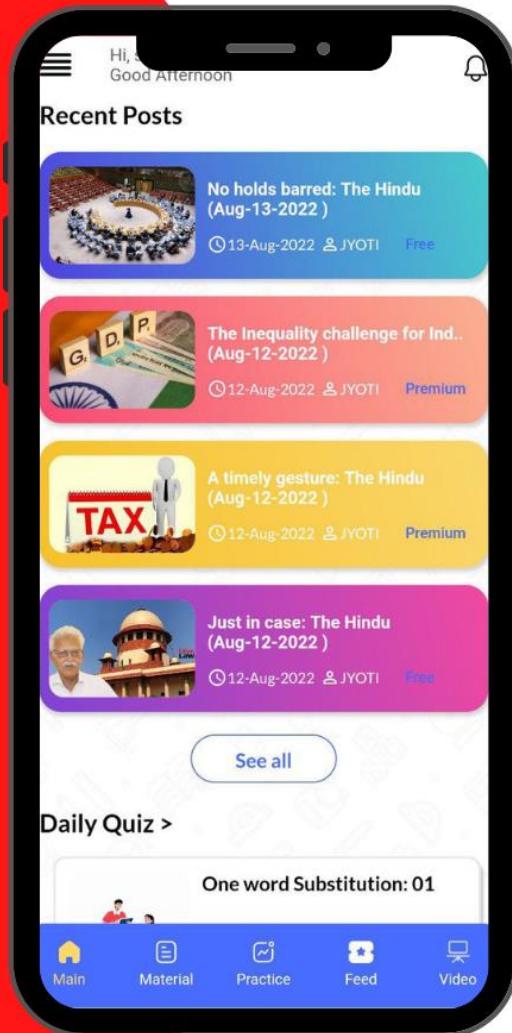 Hi,
Good Afternoon
Recent Posts
No holds barred: The Hindu
(Aug-13-2022 )
13-Aug-2022 JYOTI Free
G D P
The Inequality challenge for Ind..
(Aug-12-2022 )
12-Aug-2022 JYOTI Premium
TAX
A timely gesture: The Hindu
(Aug-12-2022 )
12-Aug-2022 JYOTI Premium
Just in case: The Hindu
(Aug-12-2022 )
12-Aug-2022 JYOTI Free
See all
Daily Quiz >
One word Substitution: 01
Main Material Practice Feed Video